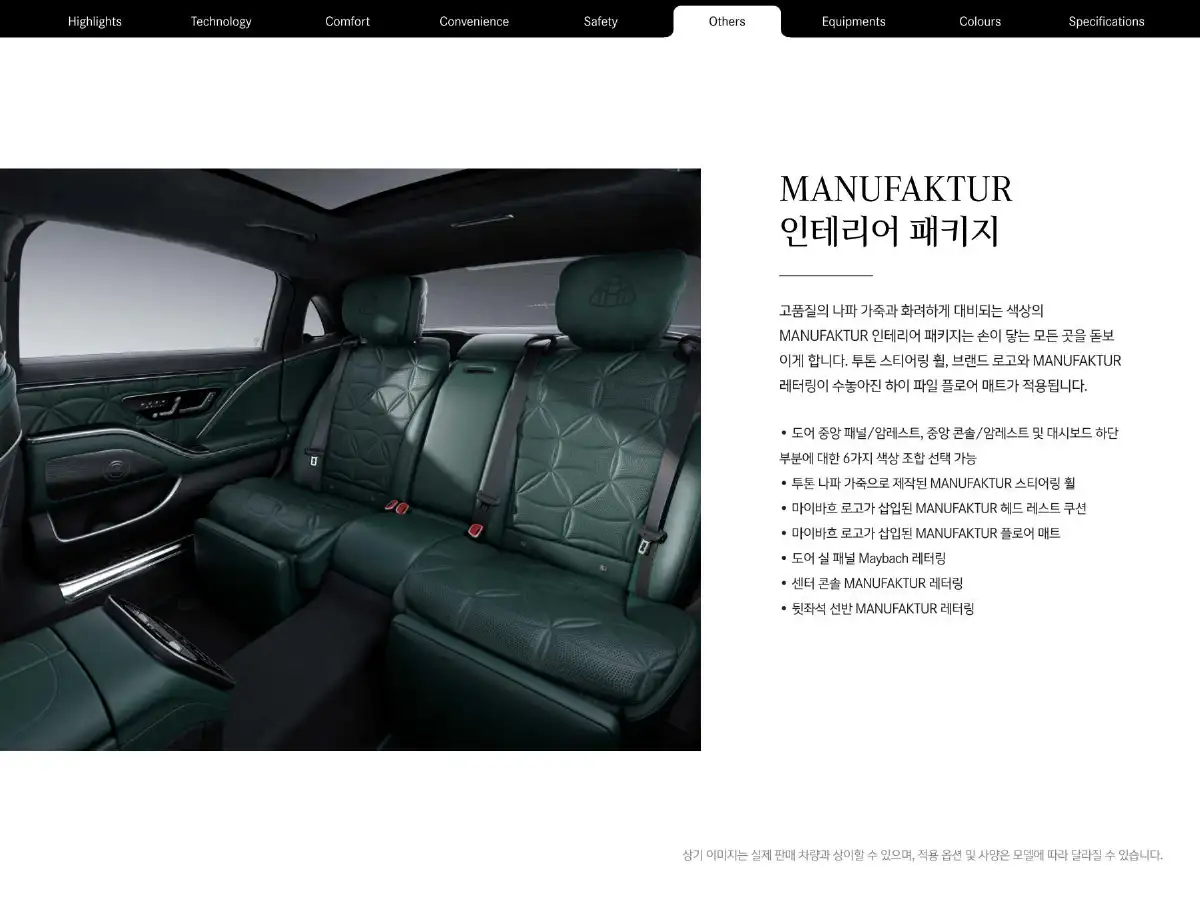 Highlights Technology Comfort Convenience Safety Others Equipments Colours Specifications
MANUFAKTUR
인테리어 패키지
고품질의 나파 가죽과 화려하게 대비되는 색상의
MANUFAKTUR 인테리어 패키지는 손이 닿는 모든 곳을 돋보
이게 합니다. 투톤 스티어링 휠, 브랜드 로고와 MANUFAKTUR
레터링이 수놓아진 하이 파일 플로어 매트가 적용됩니다.
• 도어 중앙 패널/암레스트, 중앙 콘솔/암레스트 및 대시보드 하단
부분에 대한 6가지 색상 조합 선택 가능
• 투톤 나파 가죽으로 제작된 MANUFAKTUR 스티어링 휠
• 마이바흐 로고가 삽입된 MANUFAKTUR 헤드 레스트 쿠션
• 마이바흐 로고가 삽입된 MANUFAKTUR 플로어 매트
• 도어 실 패널 Maybach 레터링
• 센터 콘솔 MANUFAKTUR 레터링
• 뒷좌석 선반 MANUFAKTUR 레터링
상기 이미지는 실제 판매 차량과 상이할 수 있으며, 적용 옵션 및 사양은 모델에 따라 달라질 수 있습니다.